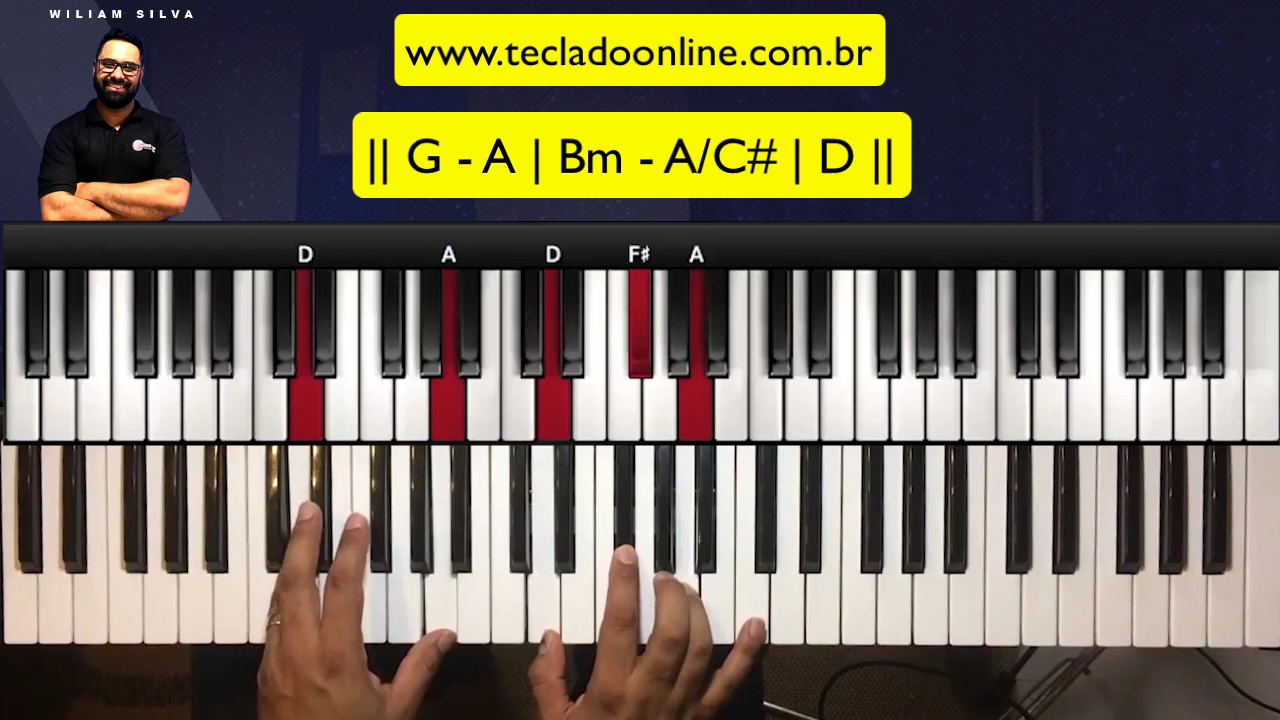 WILIAM SILVA
www.tecladoonline.com.br
|| G - A | Bm - A/C# | D ||
D A D F♯ A